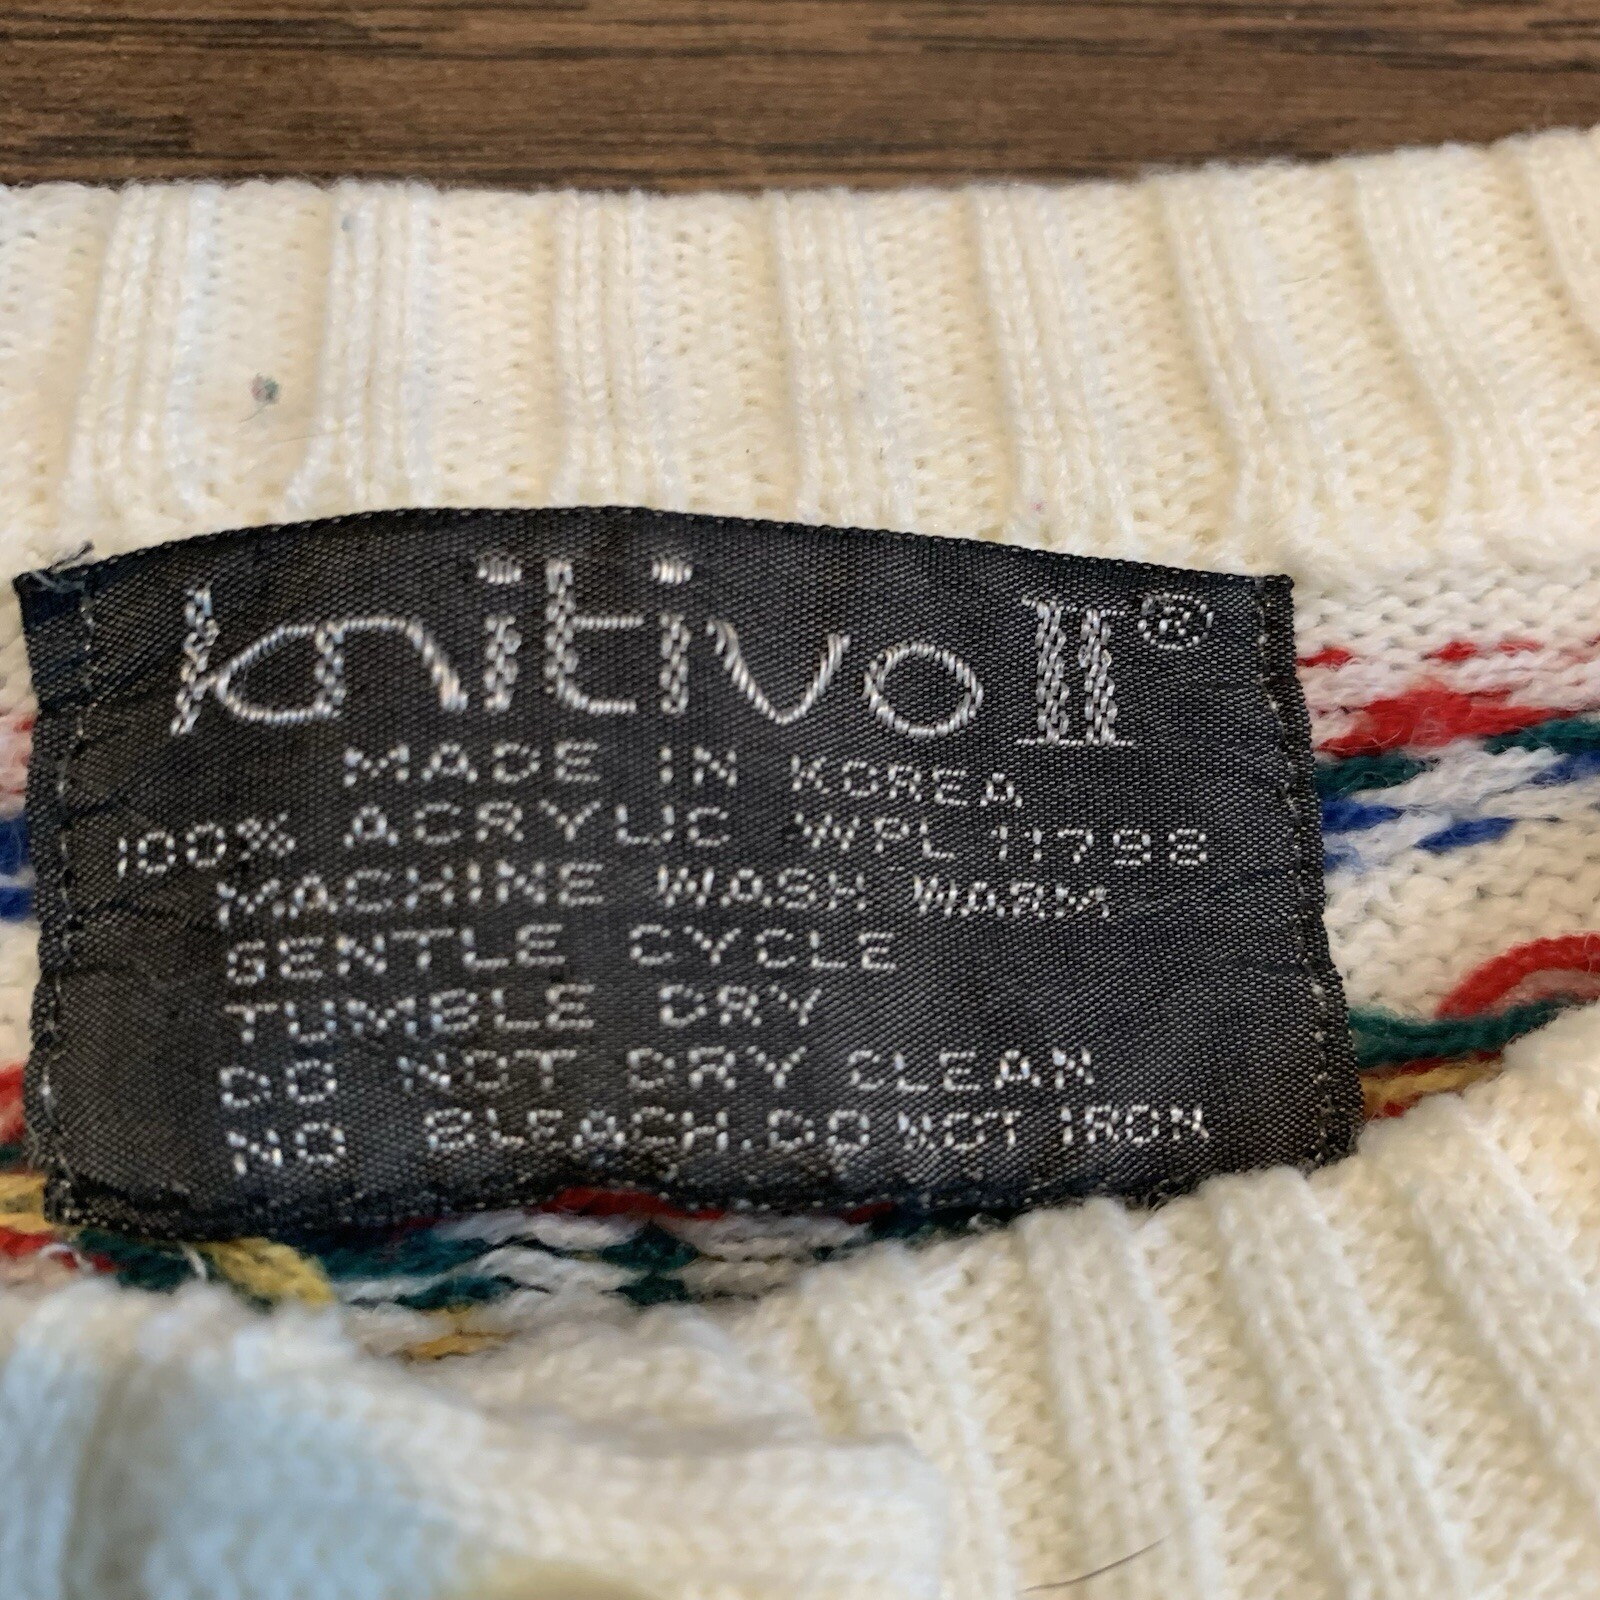 Knitivo II®
MADE IN KOREA
100% ACRYLIC WPL 11798
MACHINE WASH WARM
GENTLE CYCLE
TUMBLE DRY
DO NOT DRY CLEAN
NO BLEACH.DO NOT IRON